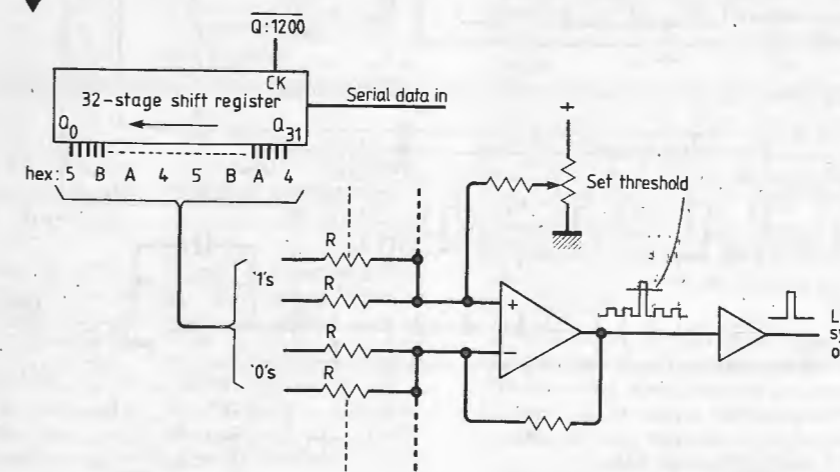 Q:1200
CK
32-stage shift register
Serial data in
Q0 Q31
hex: 5 B A 4 5 B A 4
+
Set threshold
R
'1's
R
+
R
−
'0's
R
L